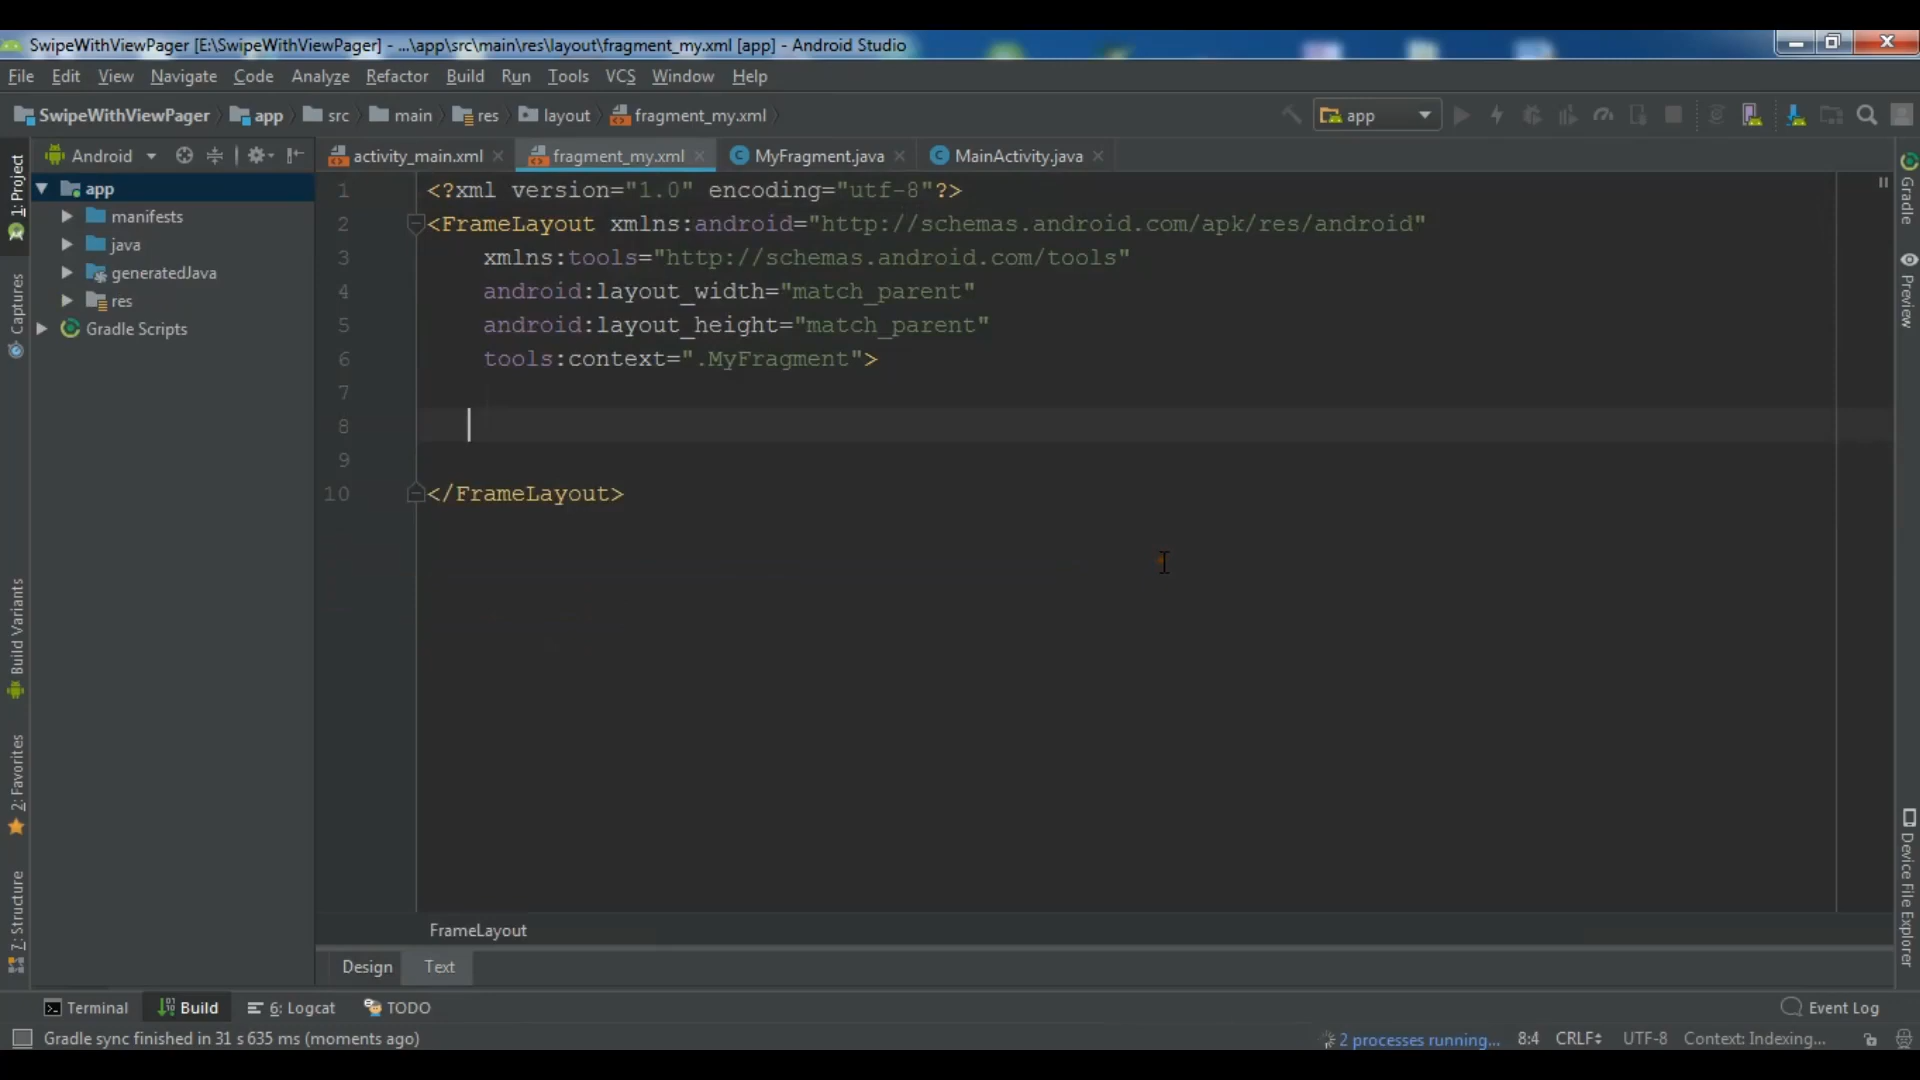 SwipeWithViewPager [E:\SwipeWithViewPager] - ...\app\src\main\res\layout\fragment_my.xml [app] - Android Studio
File Edit View Navigate Code Analyze Refactor Build Run Tools VCS Window Help
SwipeWithViewPager app src main res layout fragment_my.xml app
Android activity_main.xml fragment_my.xml MyFragment.java MainActivity.java
1: Project
Captures
Build Variants
2: Favorites
7: Structure
app
manifests
java
generatedJava
res
Gradle Scripts
1 <?xml version="1.0" encoding="utf-8"?>
2 <FrameLayout xmlns:android="http://schemas.android.com/apk/res/android"
3 xmlns:tools="http://schemas.android.com/tools"
4 android:layout_width="match_parent"
5 android:layout_height="match_parent"
6 tools:context=".MyFragment">
7
8
9
10 </FrameLayout>
Gradle
Preview
Device File Explorer
FrameLayout
Design Text
Terminal Build 6: Logcat TODO Event Log
Gradle sync finished in 31 s 635 ms (moments ago) 2 processes running... 8:4 CRLF UTF-8 Context: Indexing...